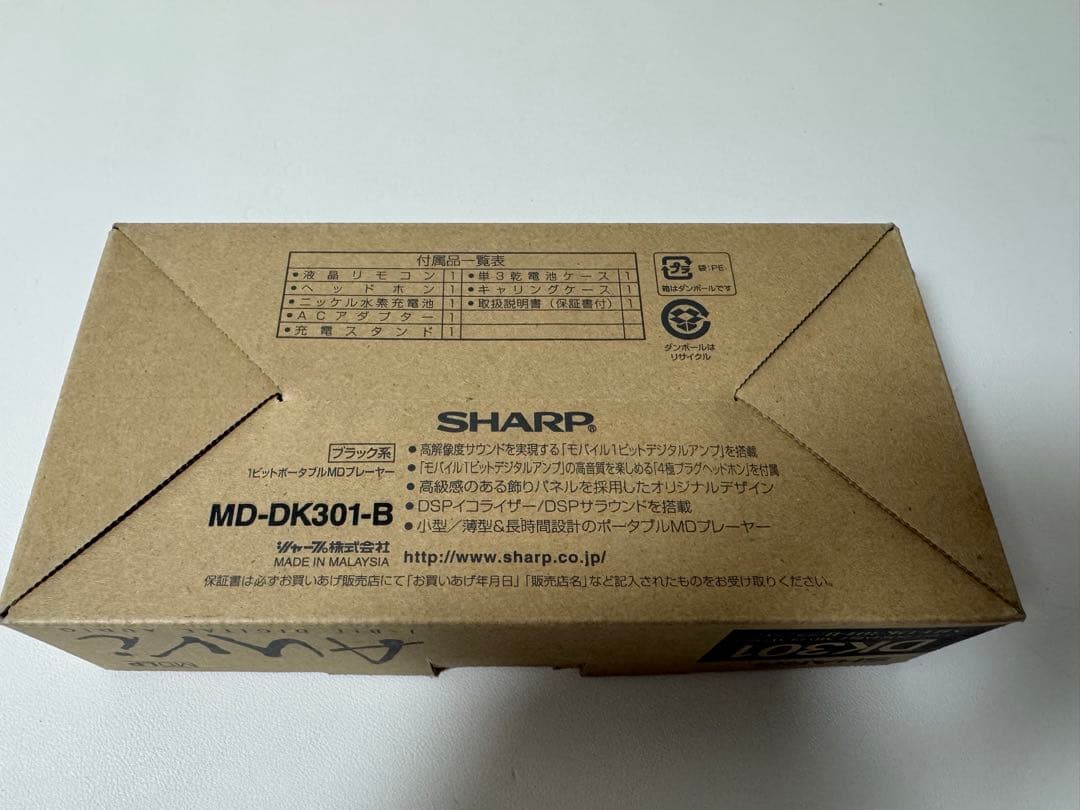 付属品一覧表
●液晶リモコン 1 ●単3乾電池ケース 1
●ヘッドホン 1 ●キャリングケース 1
●ニッケル水素充電池 1 ●取扱説明書(保証書付) 1
●ACアダプター 1
●充電スタンド 1
プラ
袋:PE
箱はダンボールです
ダンボールは
リサイクル
SHARP®
ブラック系
1ビットポータブルMDプレーヤー
MD-DK301-B
シャープ株式会社
MADE IN MALAYSIA
●高解像度サウンドを実現する「モバイル1ビットデジタルアンプ」を搭載
●「モバイル1ビットデジタルアンプ」の高音質を楽しめる「4極プラグヘッドホン」を付属
●高級感のある飾りパネルを採用したオリジナルデザイン
●DSPイコライザー/DSPサラウンドを搭載
●小型/薄型&長時間設計のポータブルMDプレーヤー
http://www.sharp.co.jp/
保証書は必ずお買いあげ販売店にて「お買いあげ年月日」「販売店名」など記入されたものをお受け取りください。
Auvi
1-BIT DIGITAL AUDIO
MDLP
SHARP
DK301